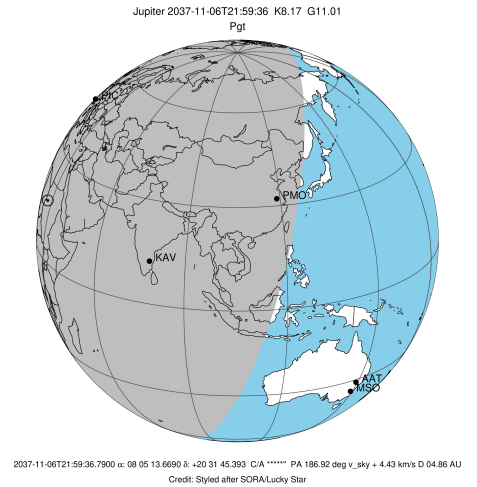 Jupiter 2037-11-06T21:59:36 K8.17 G11.01
Pgt
PIC
PMO
KAV
AAT
MSO
2037-11-06T21:59:36.7900 α: 08 05 13.6690 δ: +20 31 45.393 C/A *****" PA 186.92 deg v_sky + 4.43 km/s D 04.86 AU
Credit: Styled after SORA/Lucky Star